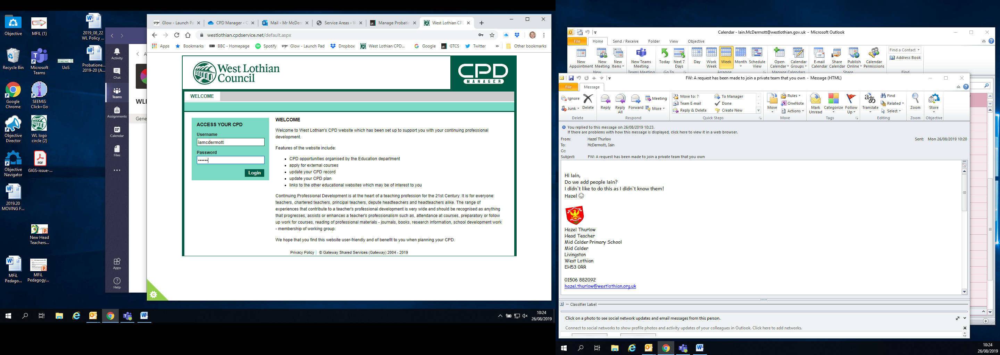 Objective
MFIL (1)
2019_08_22
WL Policy ...
Recycle Bin
Microsoft
Teams
UoS
Probatione...
2019-20 (A...
Google
Chrome
SEEMiS
Click+Go
Objective
Director
WL logo
circle (2)
Objective
Navigator
GIGS-issue-...
2019.20
MOVING F...
New Head
Teachers...
MFiL
Pedago...
MFiL
Pedagogy...
Activity
Chat
Teams
Assignments
Calendar
Files
Apps
Help
A
WLP
Gene
Glow - Launch Pa
CPD Manager - C
Mail - Mr McDerm
Service Areas - W
Manage Probatio
West Lothian CPD
westlothian.cpdservice.net/default.aspx
Apps
Bookmarks
BBC - Homepage
Spotify
Glow - Launch Pad
Dropbox
West Lothian CPD...
Google
GTCS
Twitter
»
Other bookmarks
West Lothian
Council
CPD
MANAGER
WELCOME
ACCESS YOUR CPD
Username
iamcdermott
Password
••••••
Login
WELCOME
Welcome to West Lothian's CPD website which has been set up to support you with your continuing professional
development.
Features of the website include:
• CPD opportunities organised by the Education department
• apply for external courses
• update your CPD record
• update your CPD plan
• links to the other educational websites which may be of interest to you
Continuing Professional Development is at the heart of a teaching profession for the 21st Century. It is for everyone:
teachers, chartered teachers, principal teachers, depute headteachers and headteachers alike. The range of
experiences that contribute to a teacher's professional development is very wide and should be recognised as anything
that progresses, assists or enhances a teacher's professionalism such as, attendance at courses, preparatory or follow
up work for courses, reading of professional materials - journals, books, research information, school development work
- membership of working group.
We hope that you find this website user-friendly and of benefit to you when planning your CPD.
Privacy Policy | © Gateway Shared Services (Gateway) 2004 - 2019
10:24
26/08/2019
Calendar - Iain.McDermott@westlothian.gov.uk - Microsoft Outlook
File Home Send / Receive Folder View Objective
New
Appointment
New
Meeting
New
Items
New Teams
Meeting
Today
Next 7
Days
Day
Work
Week
Week
Month
Schedule
View
Open
Calendar
Calendar
Groups
E-mail
Calendar
Share
Calendar
Publish
Online
Calendar
Permissions
Find a Contact
Address Book
New
Teams Meeting
Go To
Arrange
Manage Calendars
Share
Find
FW: A request has been made to join a private team that you own - Message (HTML)
File Message
Ignore
Junk
Delete
Reply
Reply
All
Forward
Meeting
More
Move to: ?
Team E-mail
Reply & Delete
To Manager
Done
Create New
Move
Rules
OneNote
Actions
Mark
Unread
Categorize
Follow
Up
Translate
Find
Related
Select
Zoom
Store
Delete
Respond
Quick Steps
Move
Tags
Editing
Zoom
Objective
You replied to this message on 26/08/2019 10:23.
If there are problems with how this message is displayed, click here to view it in a web browser.
From: Hazel Thurlow
Sent: Mon 26/08/2019 10:20
To: McDermott, Iain
Cc:
Subject: FW: A request has been made to join a private team that you own
Hi Iain,
Do we add people Iain?
I didn`t like to do this as I didn`t know them!
Hazel ☺
Hazel Thurlow
Head Teacher
Mid Calder Primary School
Mid Calder
Livingston
West Lothian
EH53 0RR
01506 882092
hazel.thurlow@westlothian.org.uk
Classifier Label
Click on a photo to see social network updates and email messages from this person.
Connect to social networks to show profile photos and activity updates of your colleagues in Outlook. Click here to add networks.
10:24
26/08/2019